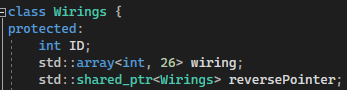 class Wirings {
protected:
    int ID;
    std::array<int, 26> wiring;
    std::shared_ptr<Wirings> reversePointer;